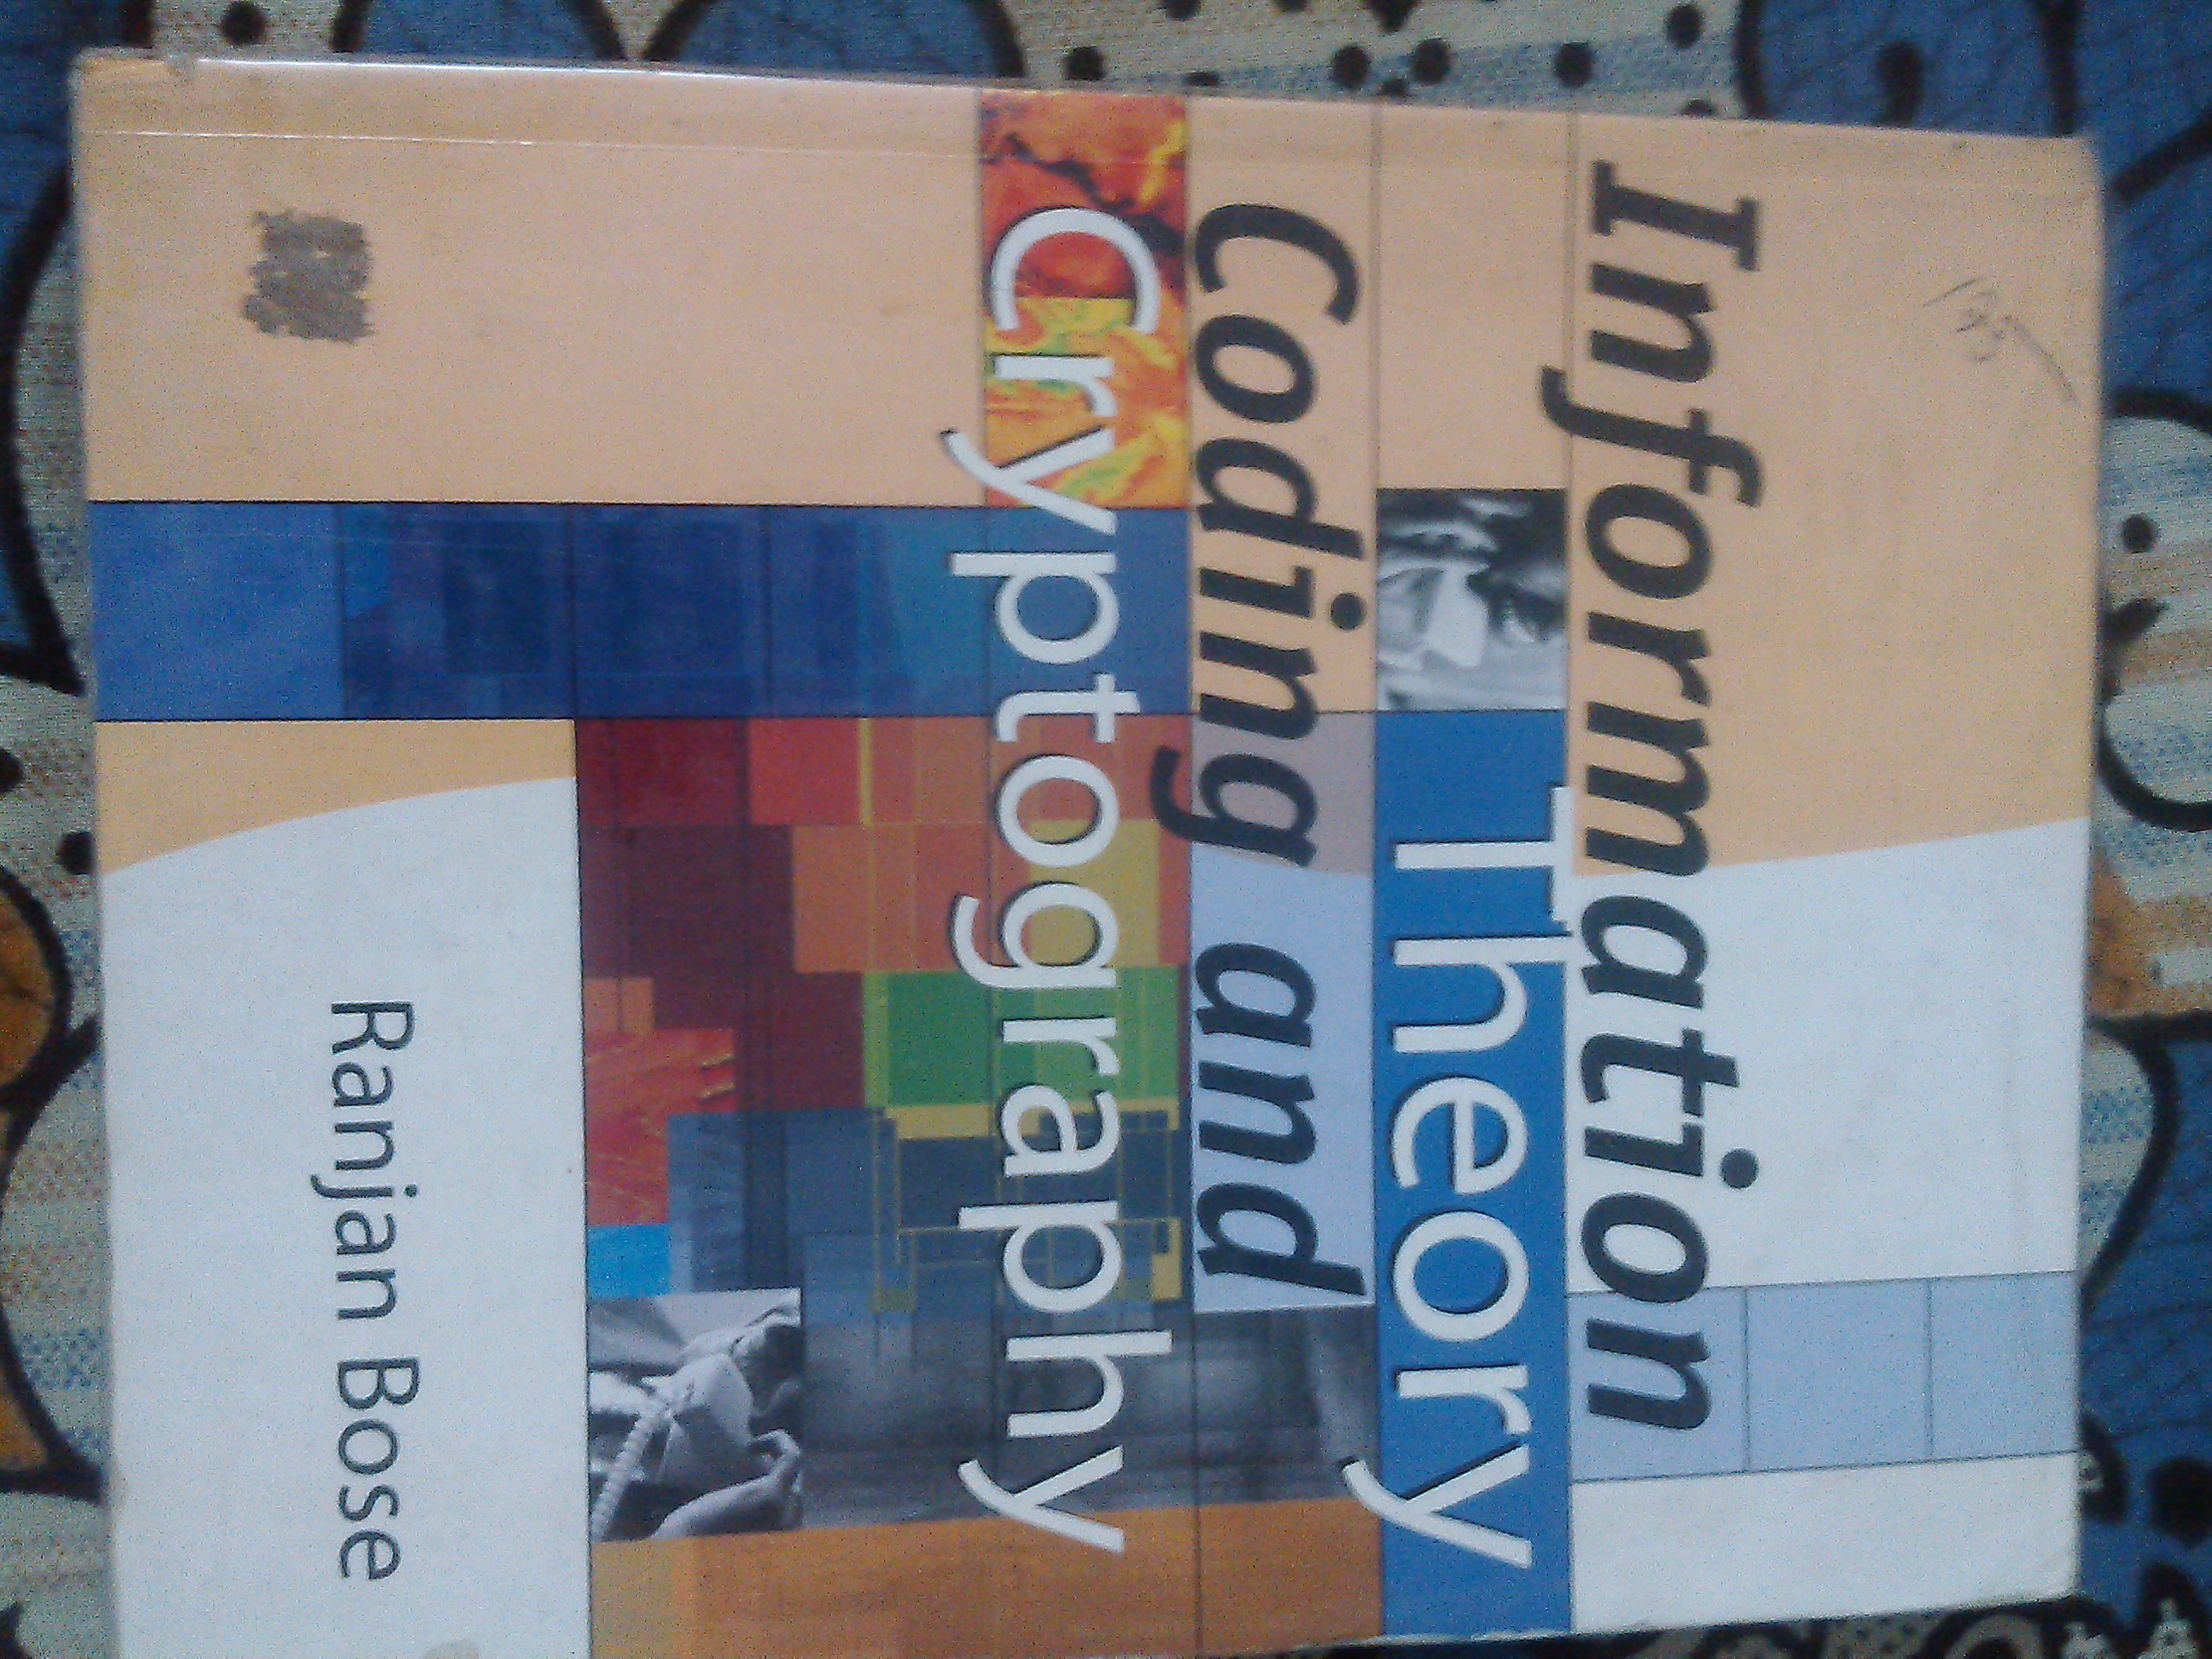 Information
Theory
Coding and
Cryptography
Ranjan Bose